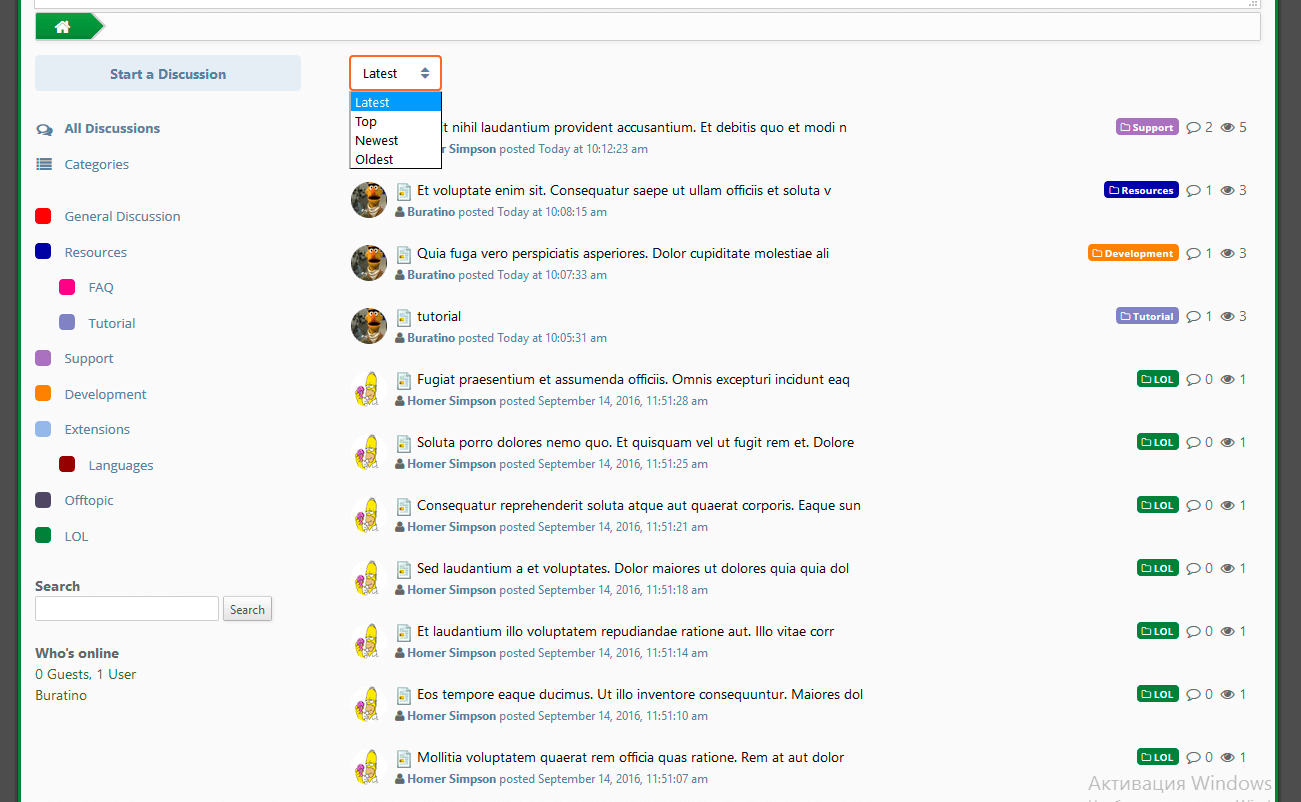 Start a Discussion
Latest
Latest
Top
Newest
Oldest
All Discussions
Categories
General Discussion
Resources
FAQ
Tutorial
Support
Development
Extensions
Languages
Offtopic
LOL
Search
Search
Who's online
0 Guests, 1 User
Buratino
t nihil laudantium provident accusantium. Et debitis quo et modi n
Support 2 5
Simpson posted Today at 10:12:23 am
Et voluptate enim sit. Consequatur saepe ut ullam officiis et soluta v
Resources 1 3
Buratino posted Today at 10:08:15 am
Quia fuga vero perspiciatis asperiores. Dolor cupiditate molestiae ali
Development 1 3
Buratino posted Today at 10:07:33 am
tutorial
Tutorial 1 3
Buratino posted Today at 10:05:31 am
Fugiat praesentium et assumenda officiis. Omnis excepturi incidunt eaq
LOL 0 1
Homer Simpson posted September 14, 2016, 11:51:28 am
Soluta porro dolores nemo quo. Et quisquam vel ut fugit rem et. Dolore
LOL 0 1
Homer Simpson posted September 14, 2016, 11:51:25 am
Consequatur reprehenderit soluta atque aut quaerat corporis. Eaque sun
LOL 0 1
Homer Simpson posted September 14, 2016, 11:51:21 am
Sed laudantium a et voluptates. Dolor maiores ut dolores quia quia dol
LOL 0 1
Homer Simpson posted September 14, 2016, 11:51:18 am
Et laudantium illo voluptatem repudiandae ratione aut. Illo vitae corr
LOL 0 1
Homer Simpson posted September 14, 2016, 11:51:14 am
Eos tempore eaque ducimus. Ut illo inventore consequuntur. Maiores dol
LOL 0 1
Homer Simpson posted September 14, 2016, 11:51:10 am
Mollitia voluptatem quaerat rem officia quas ratione. Rem at aut dolor
LOL 0 1
Homer Simpson posted September 14, 2016, 11:51:07 am
Активация Windows